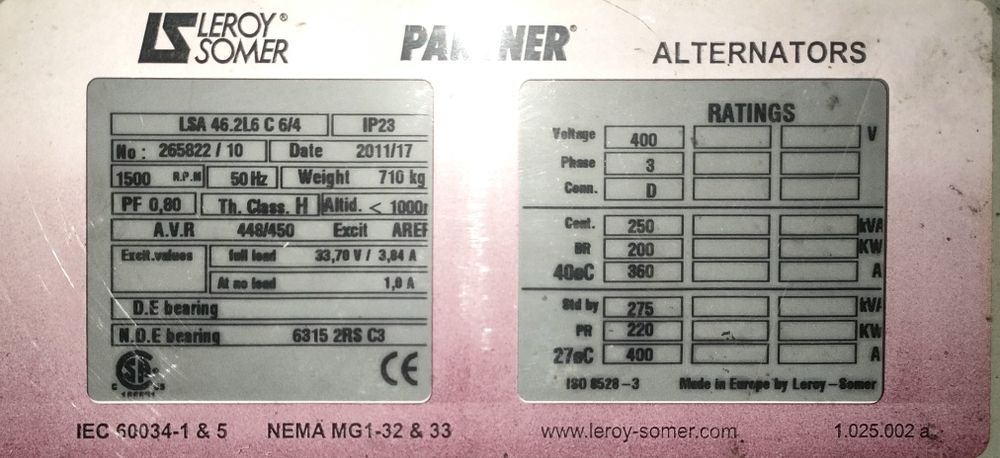 LEROY SOMER PARTNER ALTERNATORS
LSA 46.2L6 C 6/4 IP23
No : 265822 / 10 Date 2011/17
1500 R.P.M 50 Hz Weight 710 kg
PF 0,80 Th. Class. H Altid. < 1000m
A.V.R 448/450 Excit AREP
Excit.values full load 33,70 V / 3,84 A
At no load 1,0 A
D.E bearing
N.D.E bearing 6315 2RS C3
CE
RATINGS
Voltage 400 V
Phase 3
Conn. D
Cont. 250 kVA
BR 200 KW
40øC 360 A
Std by 275 kVA
PR 220 KW
27øC 400 A
ISO 8528-3 Made in Europe by Leroy-Somer
IEC 60034-1 & 5 NEMA MG1-32 & 33 www.leroy-somer.com 1.025.002 a